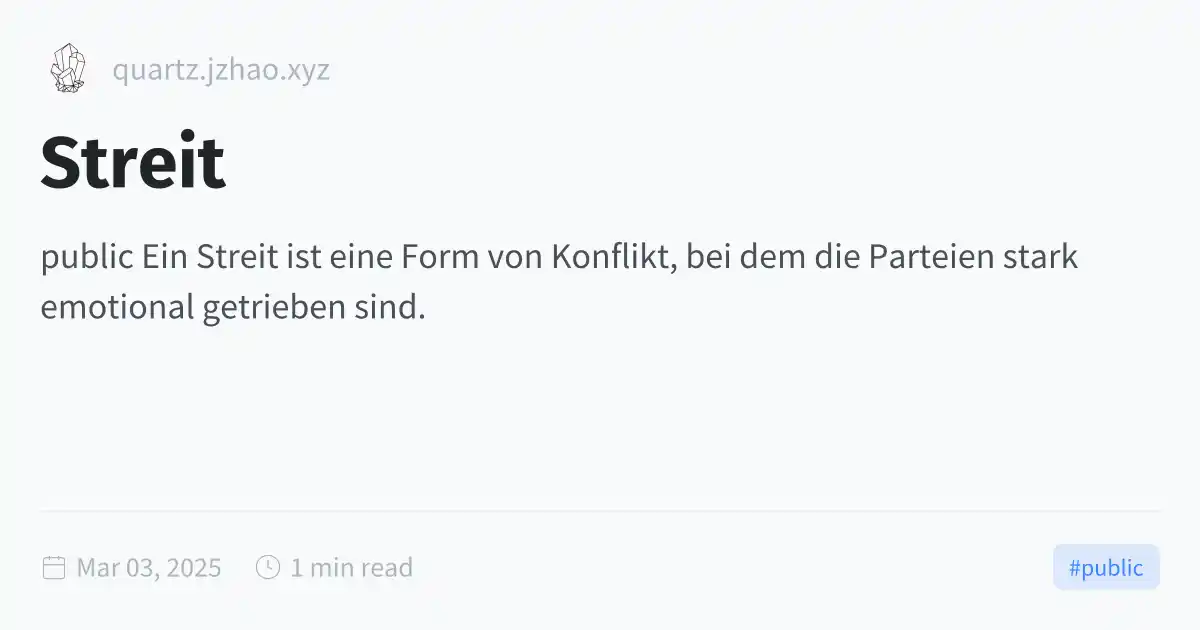 quartz.jzhao.xyz
Streit
public Ein Streit ist eine Form von Konflikt, bei dem die Parteien stark
emotional getrieben sind.
Mar 03, 2025
1 min read
#public